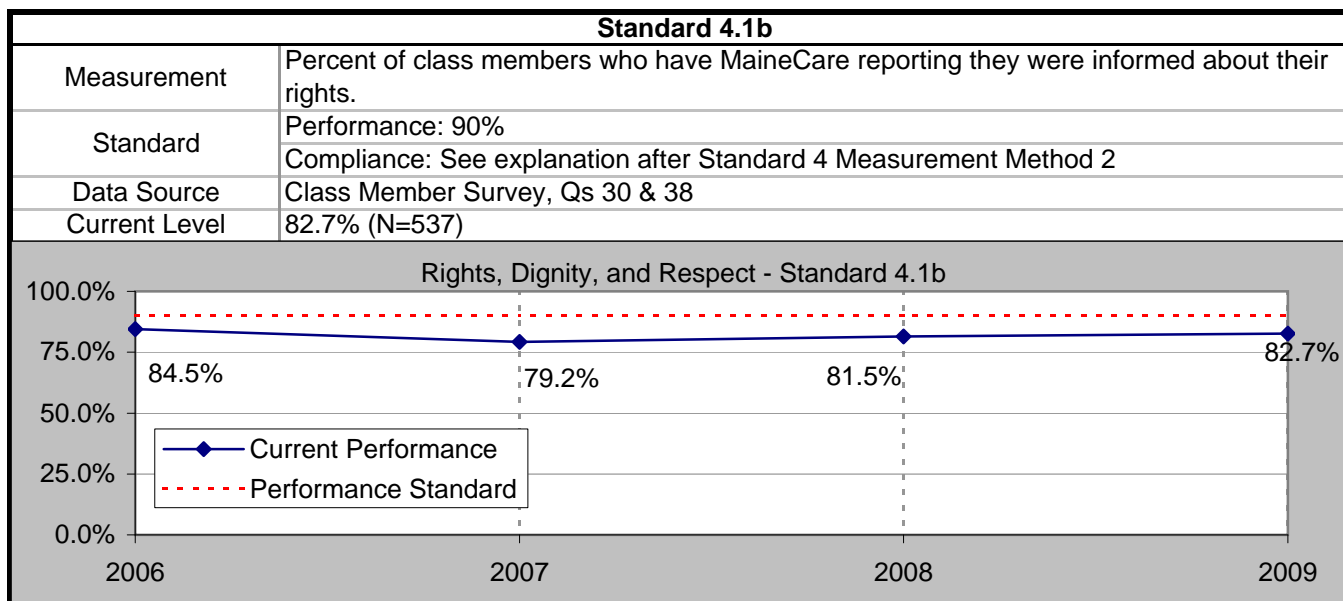 Standard 4.1b
Measurement
Percent of class members who have MaineCare reporting they were informed about their
rights.
Standard
Performance: 90%
Compliance: See explanation after Standard 4 Measurement Method 2
Data Source
Class Member Survey, Qs 30 & 38
Current Level
82.7% (N=537)
Rights, Dignity, and Respect - Standard 4.1b
100.0%
75.0%
50.0%
25.0%
0.0%
84.5%
79.2%
81.5%
82.7%
Current Performance
Performance Standard
2006
2007
2008
2009